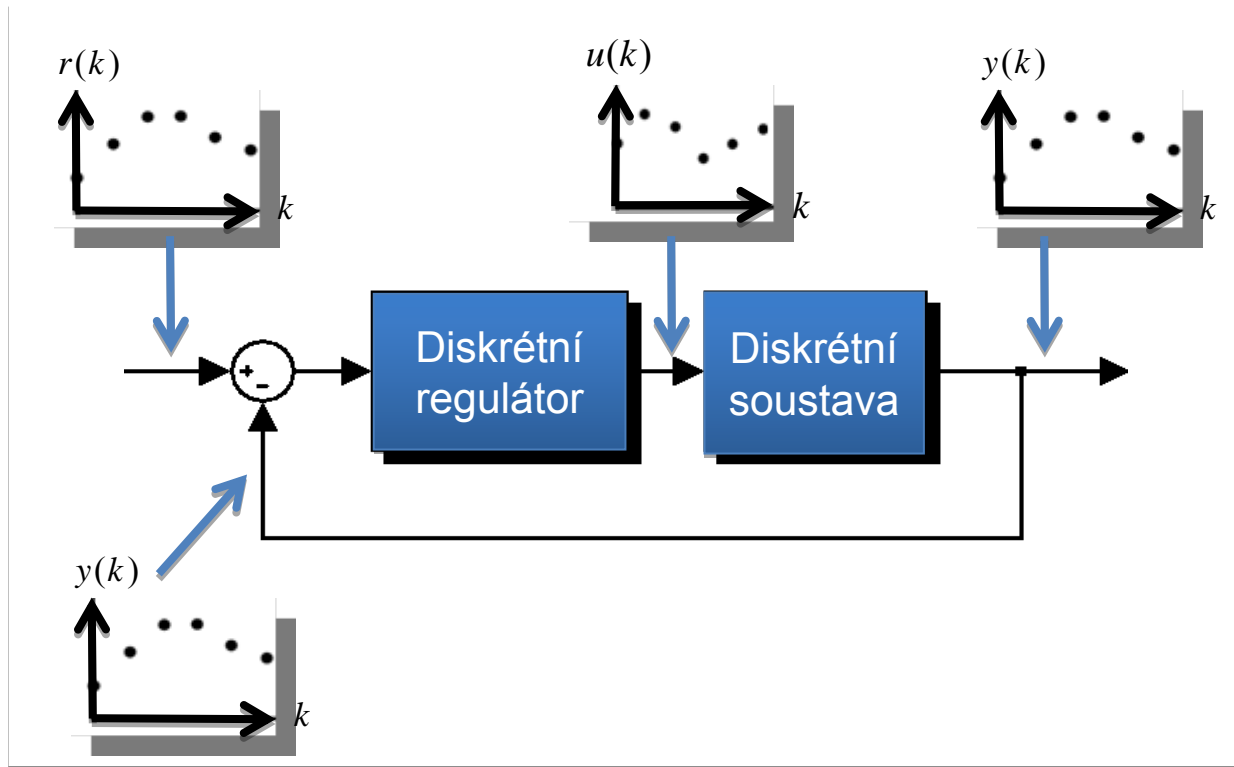 r(k)
k
u(k)
k
y(k)
k
+
-
Diskrétní
regulátor
Diskrétní
soustava
y(k)
k